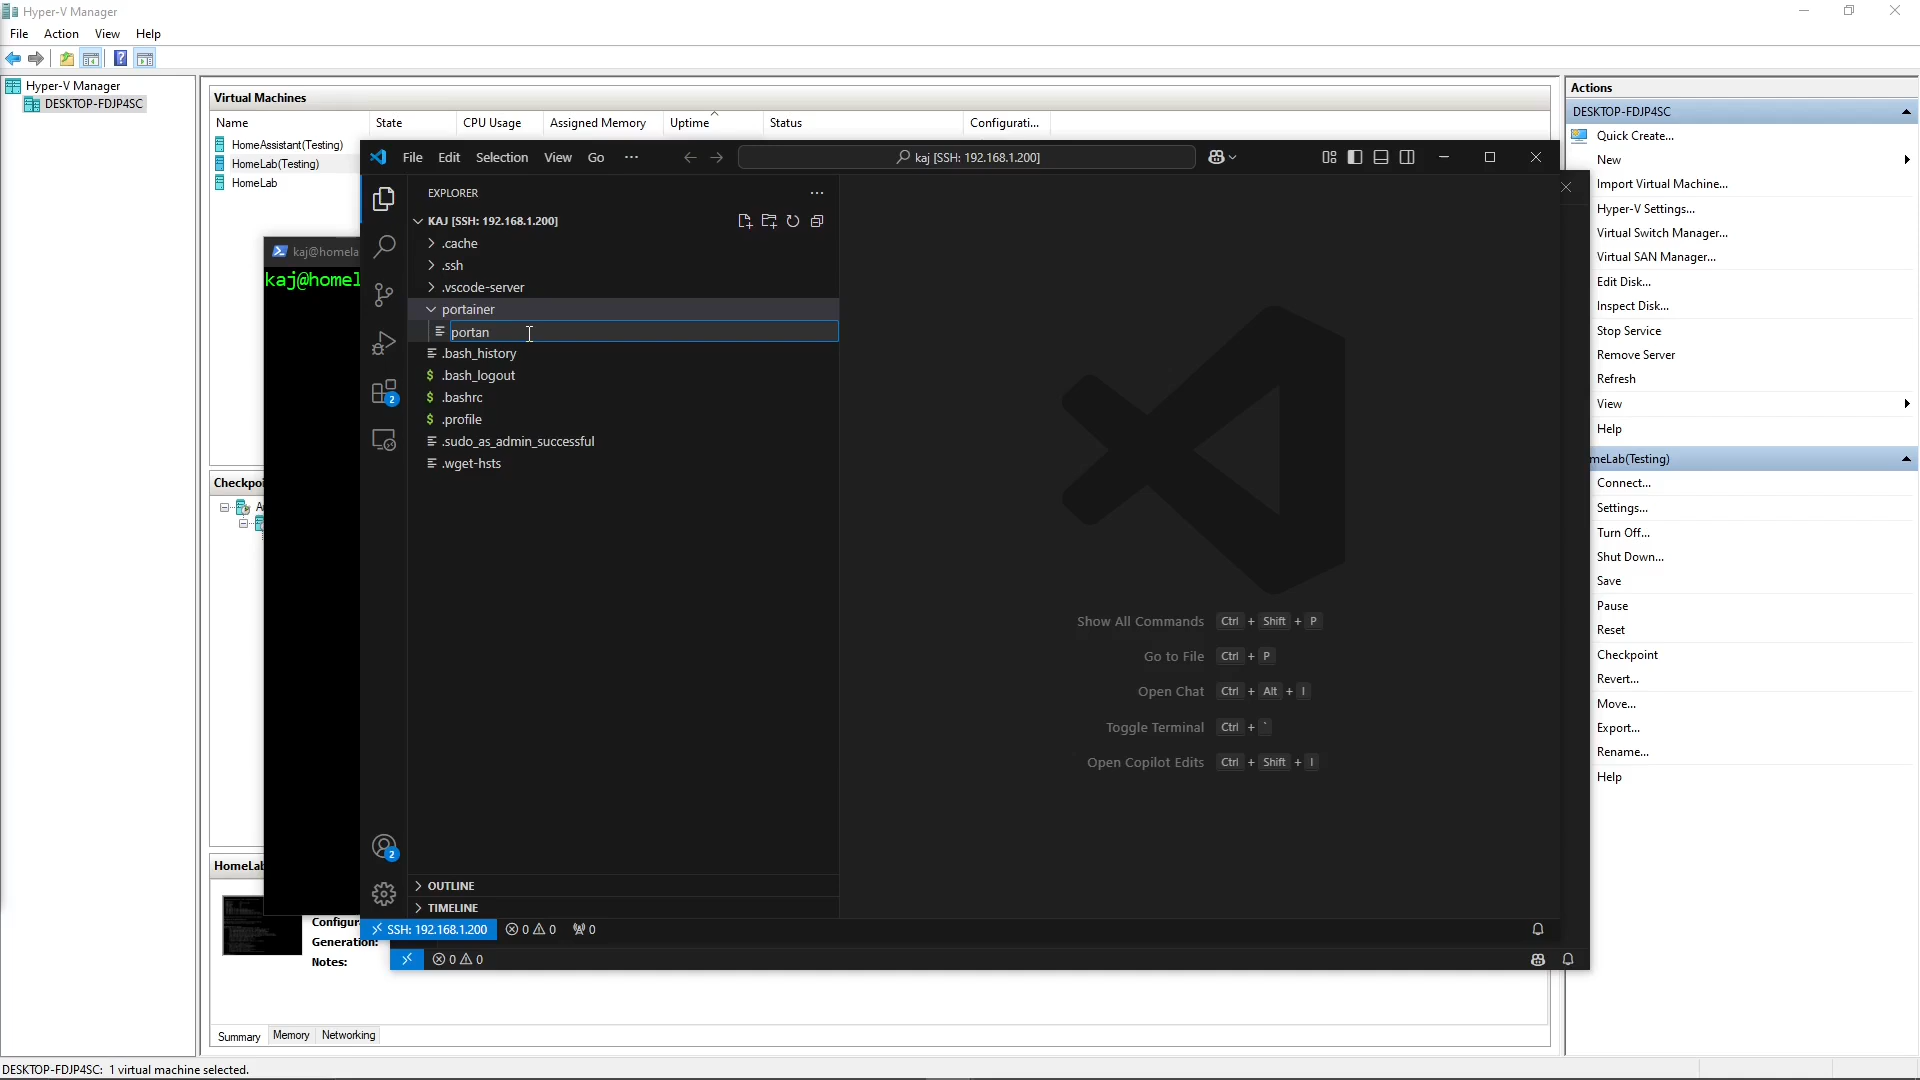 Hyper-V Manager
File Action View Help
Hyper-V Manager
DESKTOP-FDJP4SC
Virtual Machines
Name State CPU Usage Assigned Memory Uptime Status Configurati...
HomeAssistant(Testing)
HomeLab(Testing)
HomeLab
File Edit Selection View Go ··· kaj [SSH: 192.168.1.200]
EXPLORER
KAJ [SSH: 192.168.1.200]
.cache
.ssh
.vscode-server
portainer
portan
.bash_history
.bash_logout
.bashrc
.profile
.sudo_as_admin_successful
.wget-hsts
OUTLINE
TIMELINE
2
2
SSH: 192.168.1.200 0 0 0
0 0
Show All Commands Ctrl + Shift + P
Go to File Ctrl + P
Open Chat Ctrl + Alt + I
Toggle Terminal Ctrl + `
Open Copilot Edits Ctrl + Shift + I
kaj@homela
kaj@homel
Checkpoi
A
HomeLab
Configur
Generation:
Notes:
Summary Memory Networking
Actions
DESKTOP-FDJP4SC
Quick Create...
New
Import Virtual Machine...
Hyper-V Settings...
Virtual Switch Manager...
Virtual SAN Manager...
Edit Disk...
Inspect Disk...
Stop Service
Remove Server
Refresh
View
Help
meLab(Testing)
Connect...
Settings...
Turn Off...
Shut Down...
Save
Pause
Reset
Checkpoint
Revert...
Move...
Export...
Rename...
Help
DESKTOP-FDJP4SC: 1 virtual machine selected.